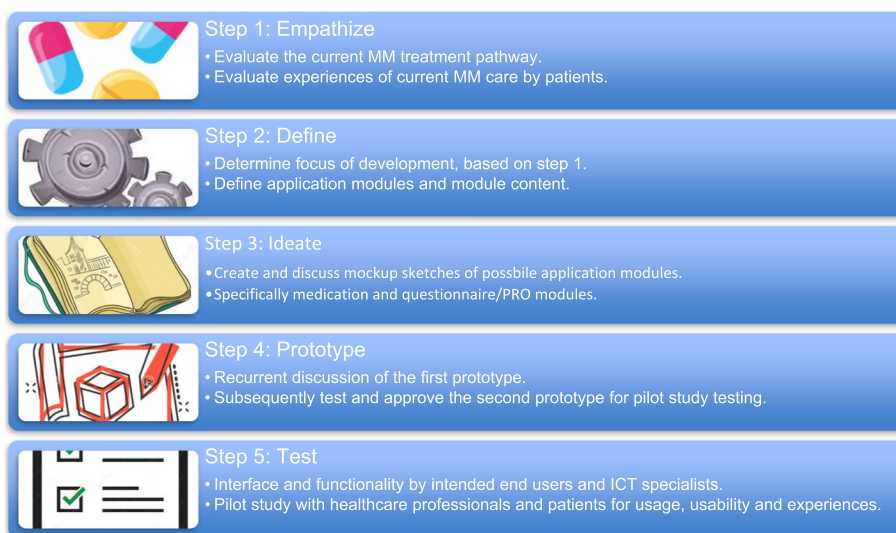 Step 1: Empathize
• Evaluate the current MM treatment pathway.
• Evaluate experiences of current MM care by patients.
Step 2: Define
• Determine focus of development, based on step 1.
• Define application modules and module content.
Step 3: Ideate
• Create and discuss mockup sketches of possbile application modules.
• Specifically medication and questionnaire/PRO modules.
Step 4: Prototype
• Recurrent discussion of the first prototype.
• Subsequently test and approve the second prototype for pilot study testing.
Step 5: Test
• Interface and functionality by intended end users and ICT specialists.
• Pilot study with healthcare professionals and patients for usage, usability and experiences.